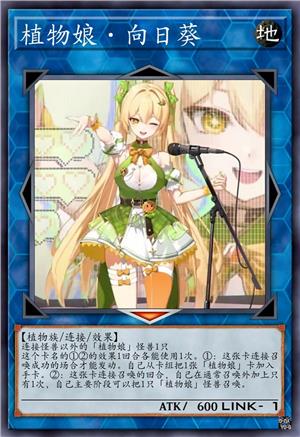 植物娘·向日葵
地
【植物族/连接/效果】
连接怪兽以外的「植物娘」怪兽1只
这个卡名的①②的效果1回合各能使用1次。①：这张卡连接召
唤成功的场合才能发动。自己从卡组把1张「植物娘」卡加入
手卡。②：这张卡连接召唤的回合，自己在通常召唤外加上只
有1次，自己主要阶段可以把1只「植物娘」怪兽召唤。
ATK/ 600 LINK- 1